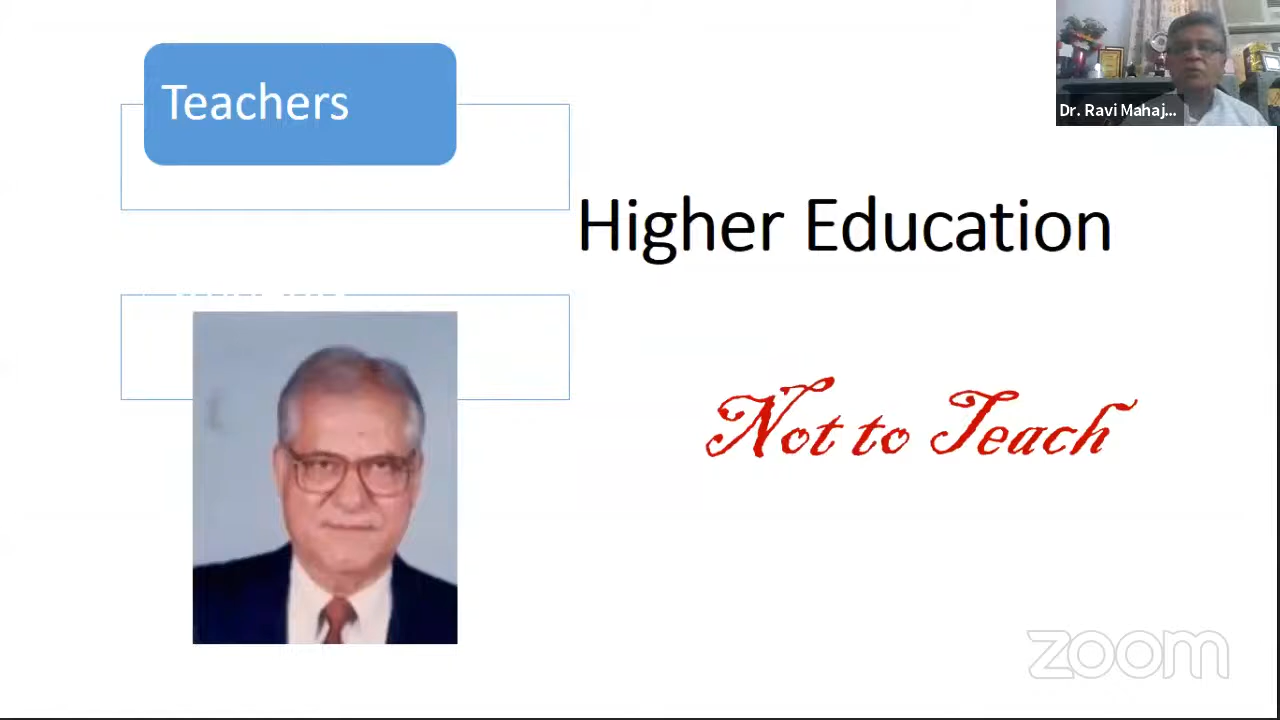 Teachers
Dr. Ravi Mahaj...
Higher Education
Not to Teach
zoom